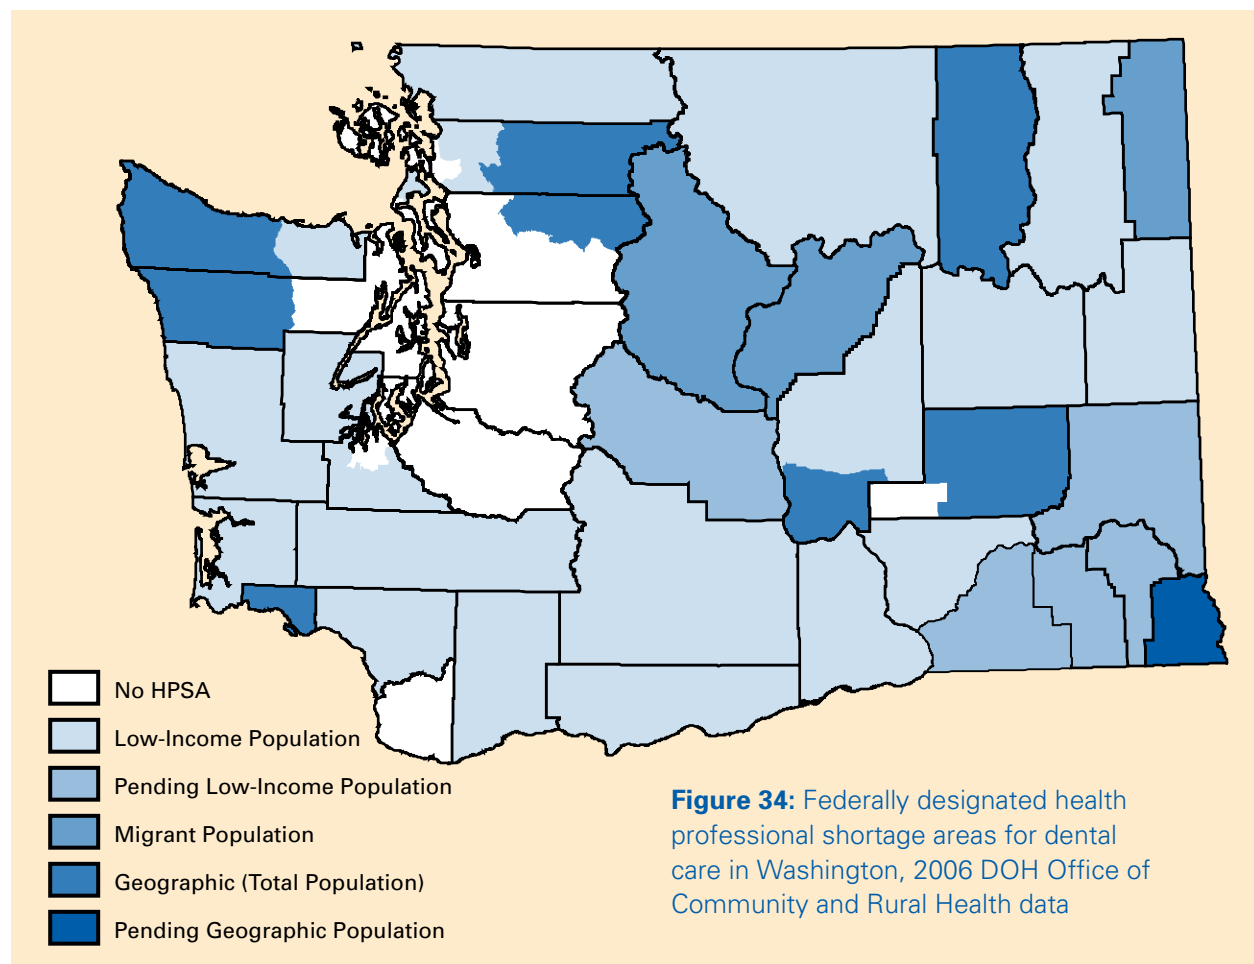 No HPSA
Low-Income Population
Pending Low-Income Population
Migrant Population
Geographic (Total Population)
Pending Geographic Population
Figure 34: Federally designated health
professional shortage areas for dental
care in Washington, 2006 DOH Office of
Community and Rural Health data